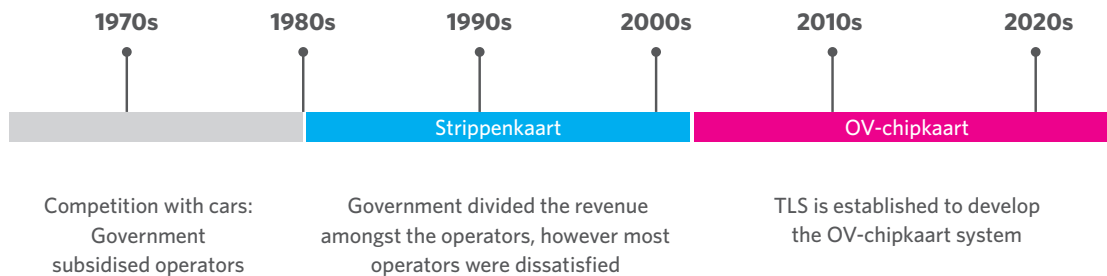 1970s 1980s 1990s 2000s 2010s 2020s
Strippenkaart OV-chipkaart
Competition with cars:
Government
subsidised operators
Government divided the revenue
amongst the operators, however most
operators were dissatisfied
TLS is established to develop
the OV-chipkaart system